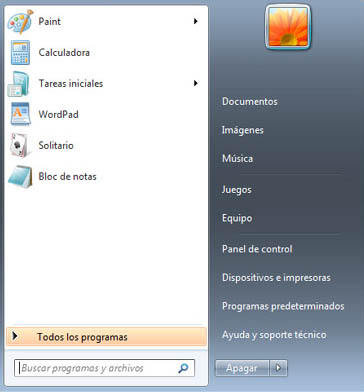 Paint
Calculadora
Tareas iniciales
WordPad
Solitario
Bloc de notas
Todos los programas
Buscar programas y archivos
Documentos
Imágenes
Música
Juegos
Equipo
Panel de control
Dispositivos e impresoras
Programas predeterminados
Ayuda y soporte técnico
Apagar